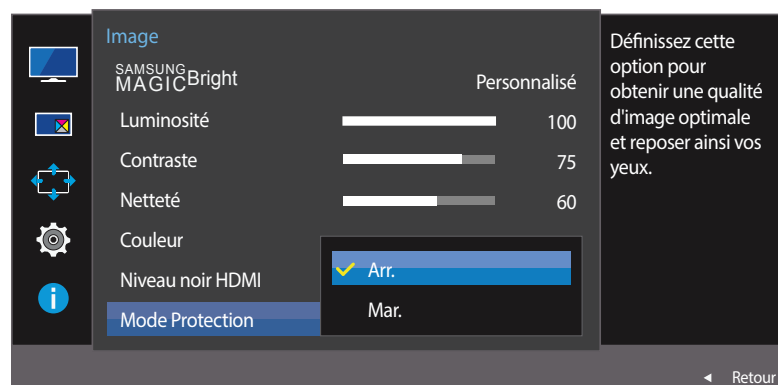 Image
SAMSUNG
MAGICBright Personnalisé
Luminosité 100
Contraste 75
Netteté 60
Couleur
Niveau noir HDMI
Mode Protection
Arr.
Mar.
Définissez cette
option pour
obtenir une qualité
d'image optimale
et reposer ainsi vos
yeux.
Retour